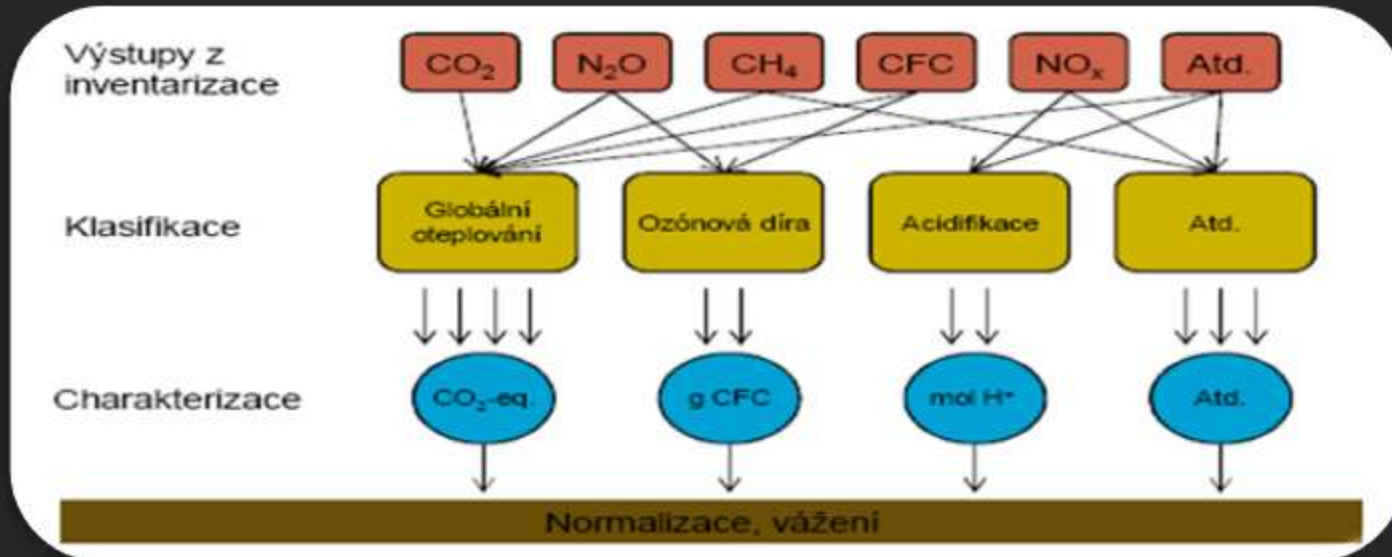 Výstupy z
inventarizace
CO₂ N₂O CH₄ CFC NOₓ Atd.
Klasifikace
Globální
oteplování
Ozónová díra
Acidifikace
Atd.
Charakterizace
CO₂-eq.
g CFC
mol H⁺
Atd.
Normalizace, vážení